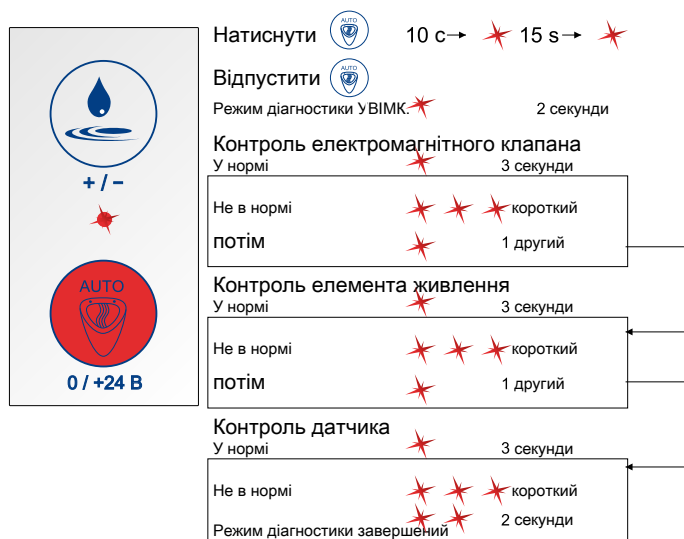 AUTO
+ / −
AUTO
0 / +24 В
Натиснути AUTO 10 с→ 15 s→
Відпустити AUTO
Режим діагностики УВІМК. 2 секунди
Контроль електромагнітного клапана
У нормі 3 секунди
Не в нормі короткий
потім 1 другий
Контроль елемента живлення
У нормі 3 секунди
Не в нормі короткий
потім 1 другий
Контроль датчика
У нормі 3 секунди
Не в нормі короткий
Режим діагностики завершений 2 секунди